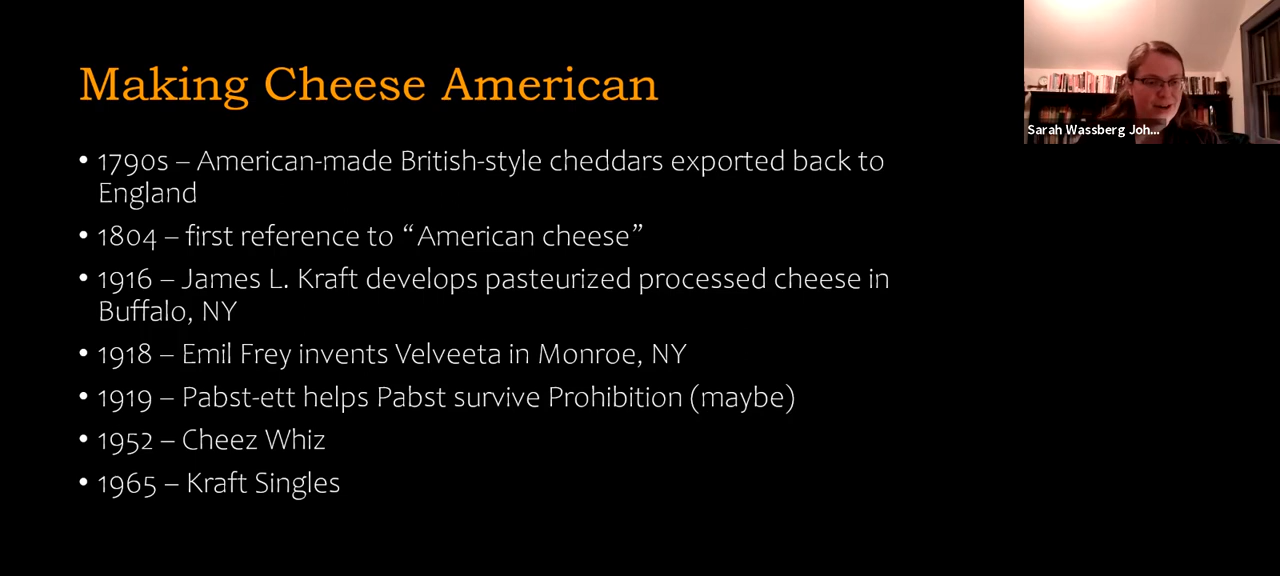 Making Cheese American
• 1790s – American-made British-style cheddars exported back to
England
• 1804 – first reference to “American cheese”
• 1916 – James L. Kraft develops pasteurized processed cheese in
Buffalo, NY
• 1918 – Emil Frey invents Velveeta in Monroe, NY
• 1919 – Pabst-ett helps Pabst survive Prohibition (maybe)
• 1952 – Cheez Whiz
• 1965 – Kraft Singles
Sarah Wassberg Joh...